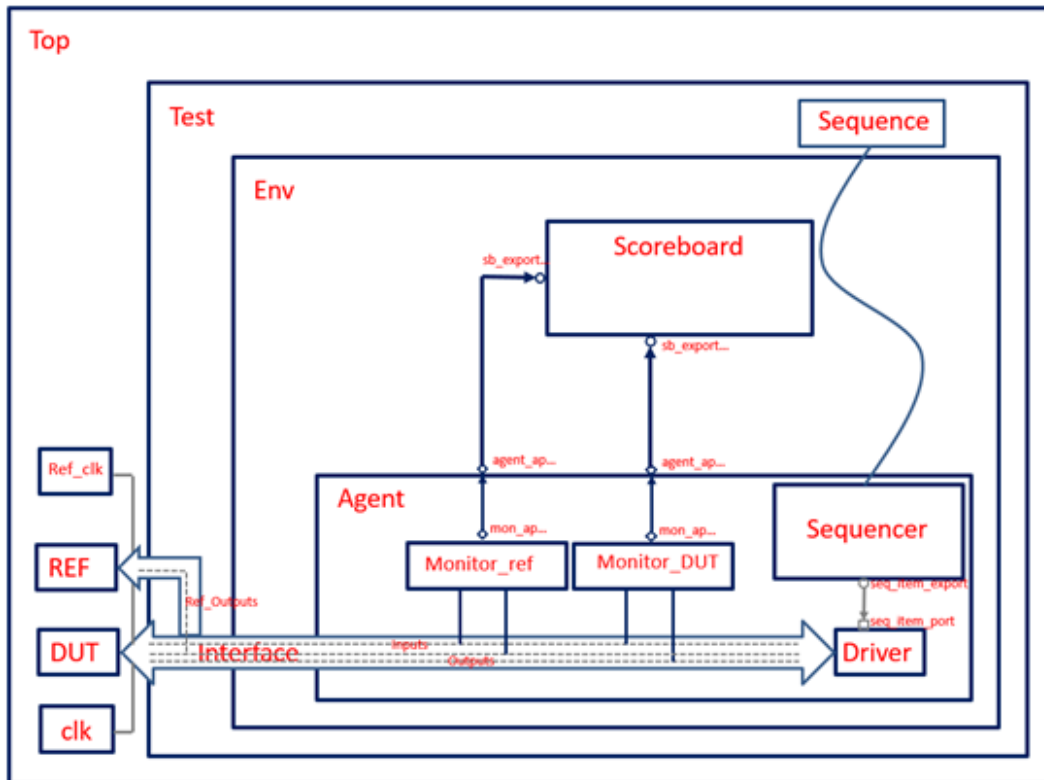 Top
Test
Sequence
Env
Scoreboard
sb_export...
sb_export...
agent_ap...
agent_ap...
Ref_clk
Agent
mon_ap...
mon_ap...
Sequencer
REF
Monitor_ref
Monitor_DUT
seq_item_export
Ref_Outputs
seq_item_port
DUT
Interface
Inputs
Outputs
Driver
clk